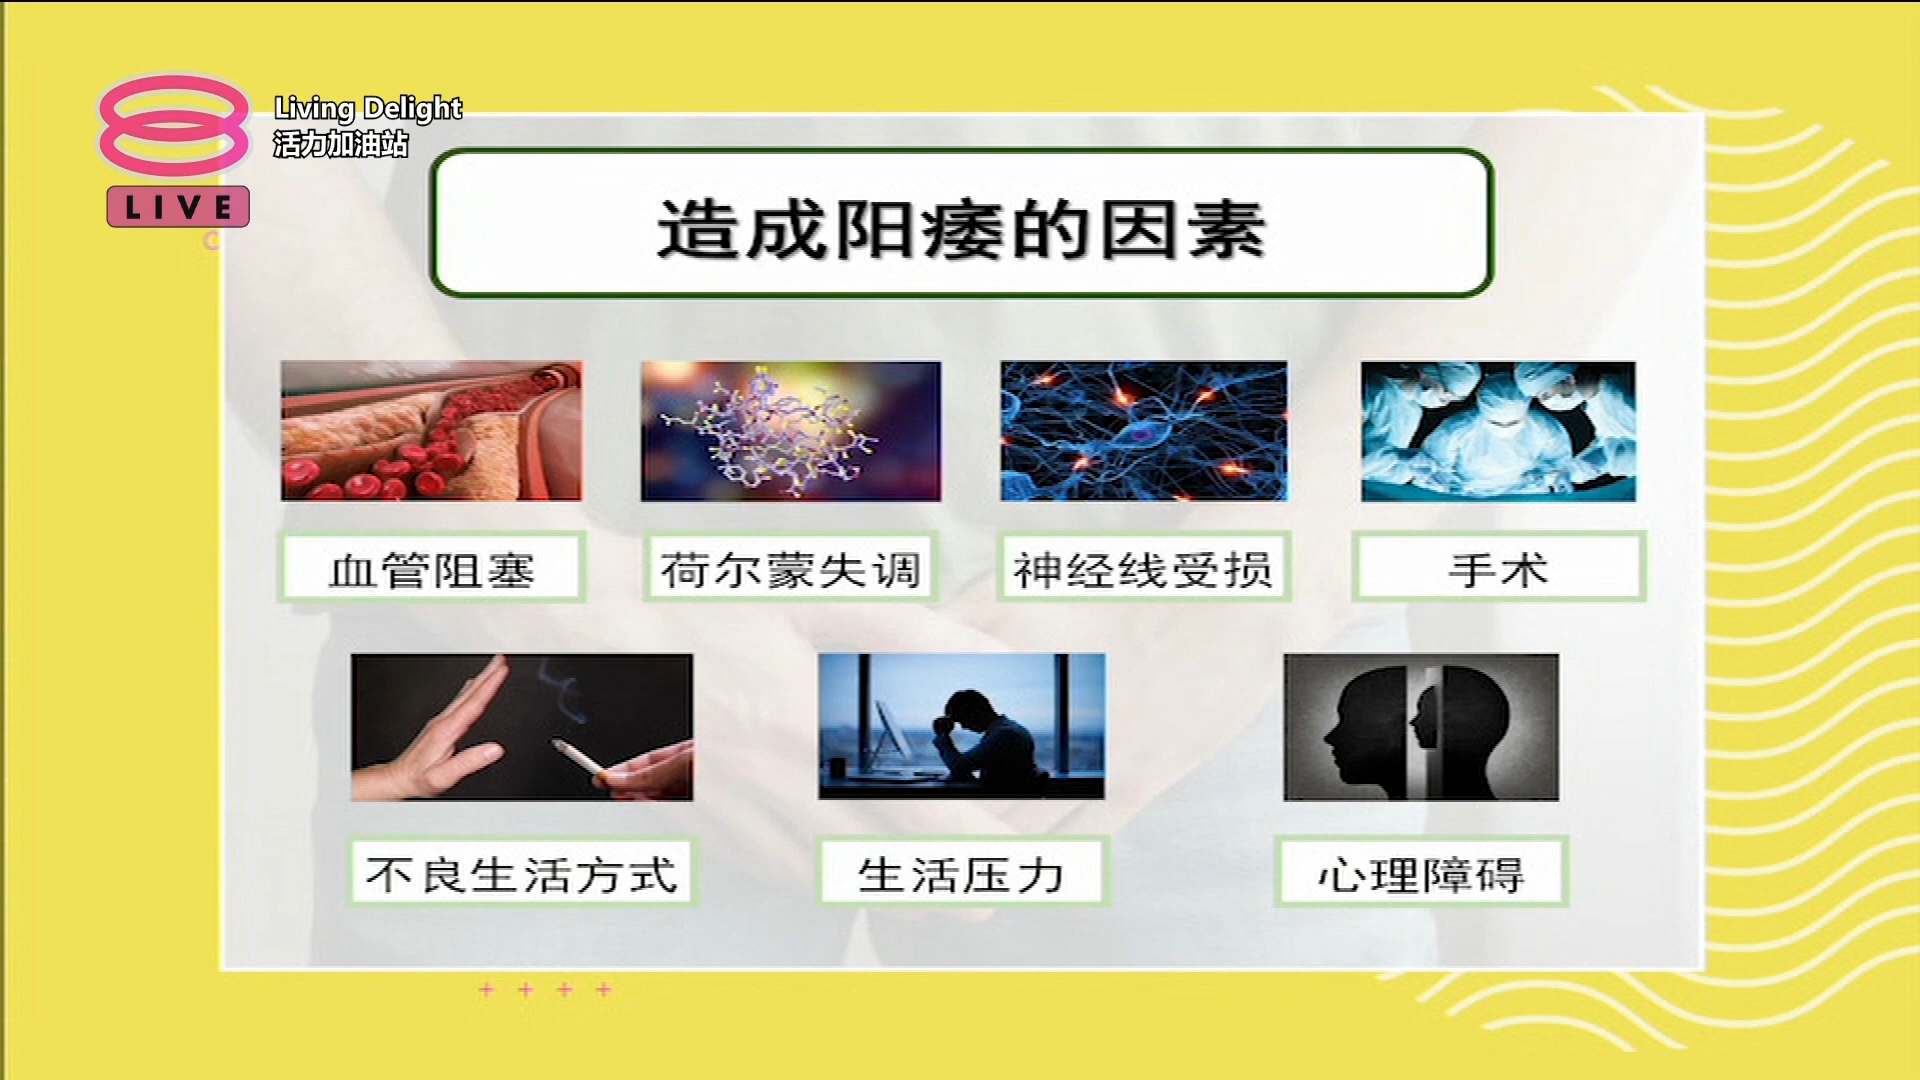 Living Delight
活力加油站
LIVE
造成阳痿的因素
血管阻塞
荷尔蒙失调
神经线受损
手术
不良生活方式
生活压力
心理障碍